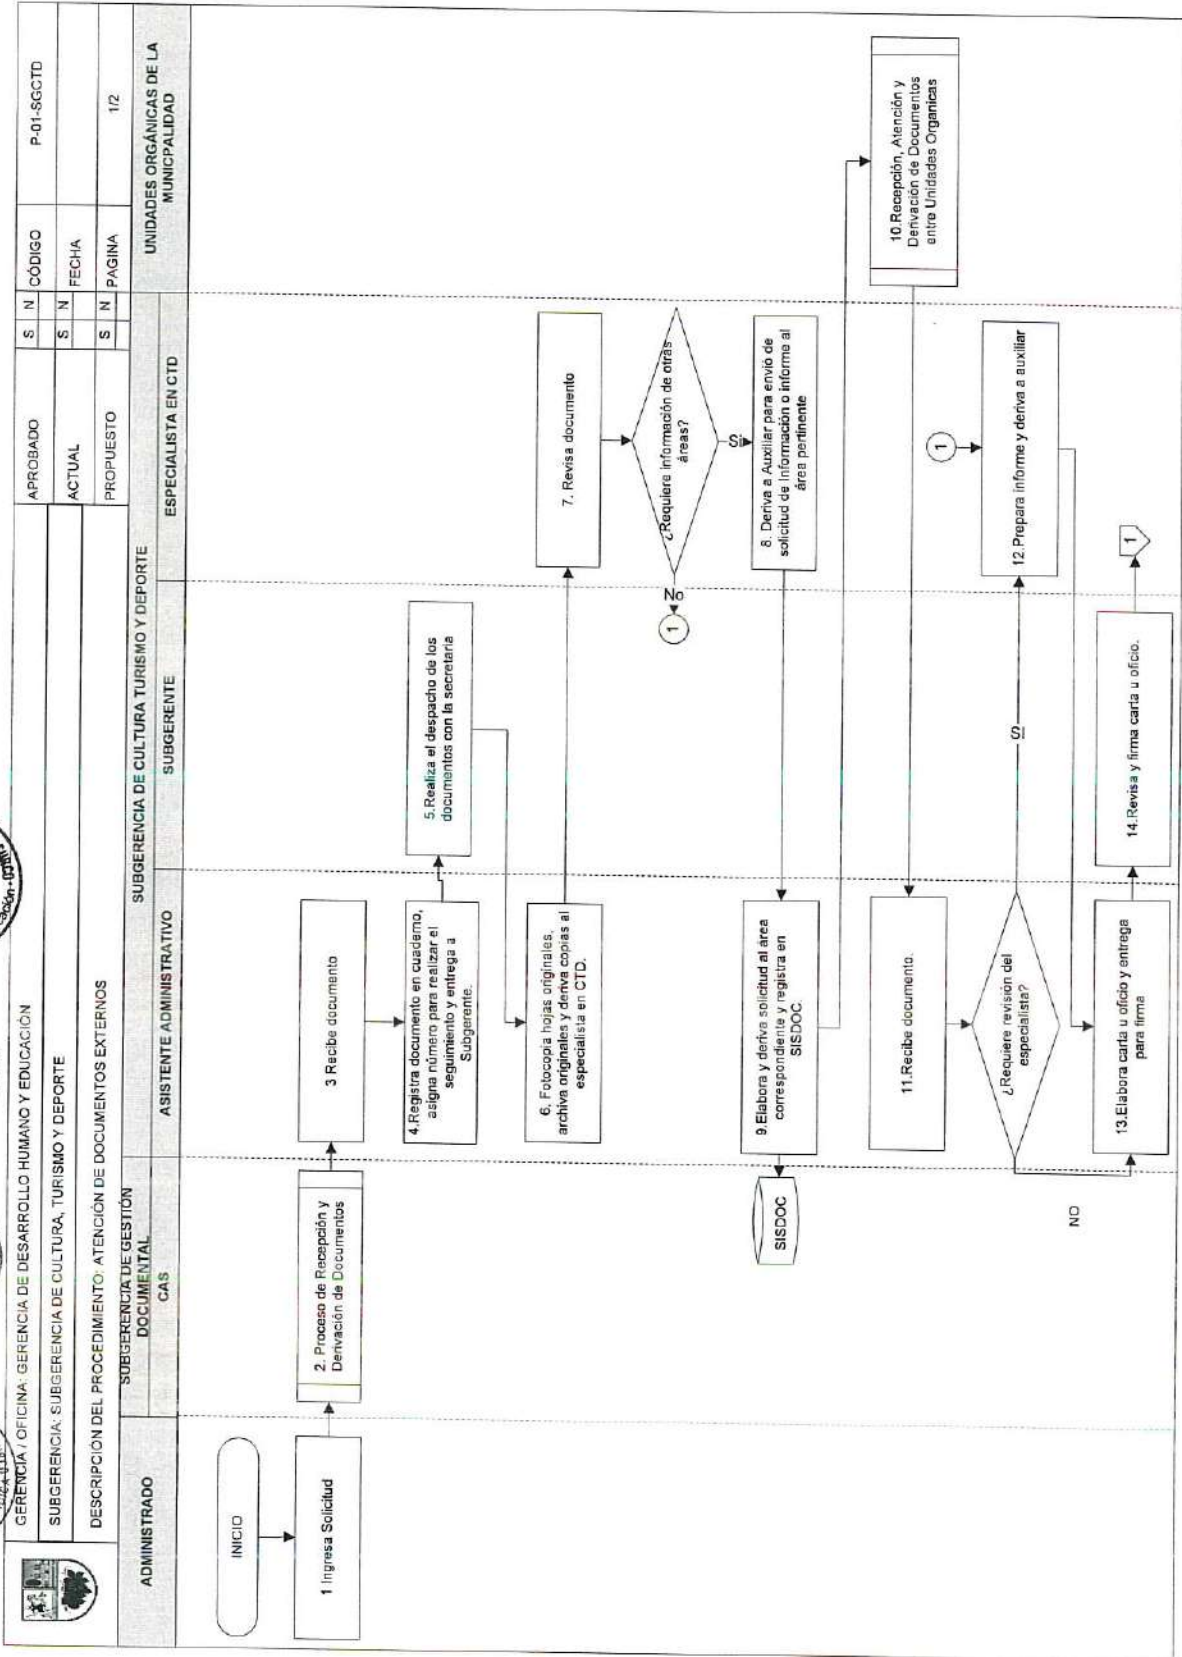 GERENCIA / OFICINA: GERENCIA DE DESARROLLO HUMANO Y EDUCACIÓN
APROBADO
S N
CÓDIGO
P-01-SGCTD
SUBGERENCIA: SUBGERENCIA DE CULTURA, TURISMO Y DEPORTE
ACTUAL
S N
FECHA
DESCRIPCIÓN DEL PROCEDIMIENTO: ATENCIÓN DE DOCUMENTOS EXTERNOS
PROPUESTO
S N
PAGINA
1/2
ADMINISTRADO
SUBGERENCIA DE GESTIÓN
DOCUMENTAL
CAS
SUBGERENCIA DE CULTURA TURISMO Y DEPORTE
ASISTENTE ADMINISTRATIVO
SUBGERENTE
ESPECIALISTA EN CTD
UNIDADES ORGÁNICAS DE LA
MUNICPALIDAD
INICIO
1 Ingresa Solicitud
2. Proceso de Recepción y
Derivación de Documentos
3 Recibe documento
4.Registra documento en cuaderno,
asigna número para realizar el
seguimiento y entrega a
Subgerente.
5.Realiza el despacho de los
documentos con la secretaria
6. Fotocopia hojas originales,
archiva originales y deriva copias al
especialista en CTD.
7. Revisa documento
¿Requiere información de otras
áreas?
No
1
Si
8. Deriva a Auxiliar para envió de
solicitud de Información o informe al
área pertinente
9.Elabora y deriva solicitud al área
correspondiente y registra en
SISDOC
SISDOC
10.Recepción, Atención y
Derivación de Documentos
entre Unidades Organicas
11.Recibe documento.
¿Requiere revisión del
especialista?
Si
NO
1
12.Prepara informe y deriva a auxiliar
13.Elabora carta u oficio y entrega
para firma
14.Revisa y firma carta u oficio.
1